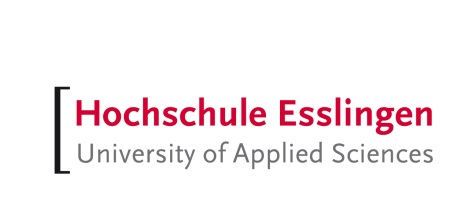 Hochschule Esslingen
University of Applied Sciences